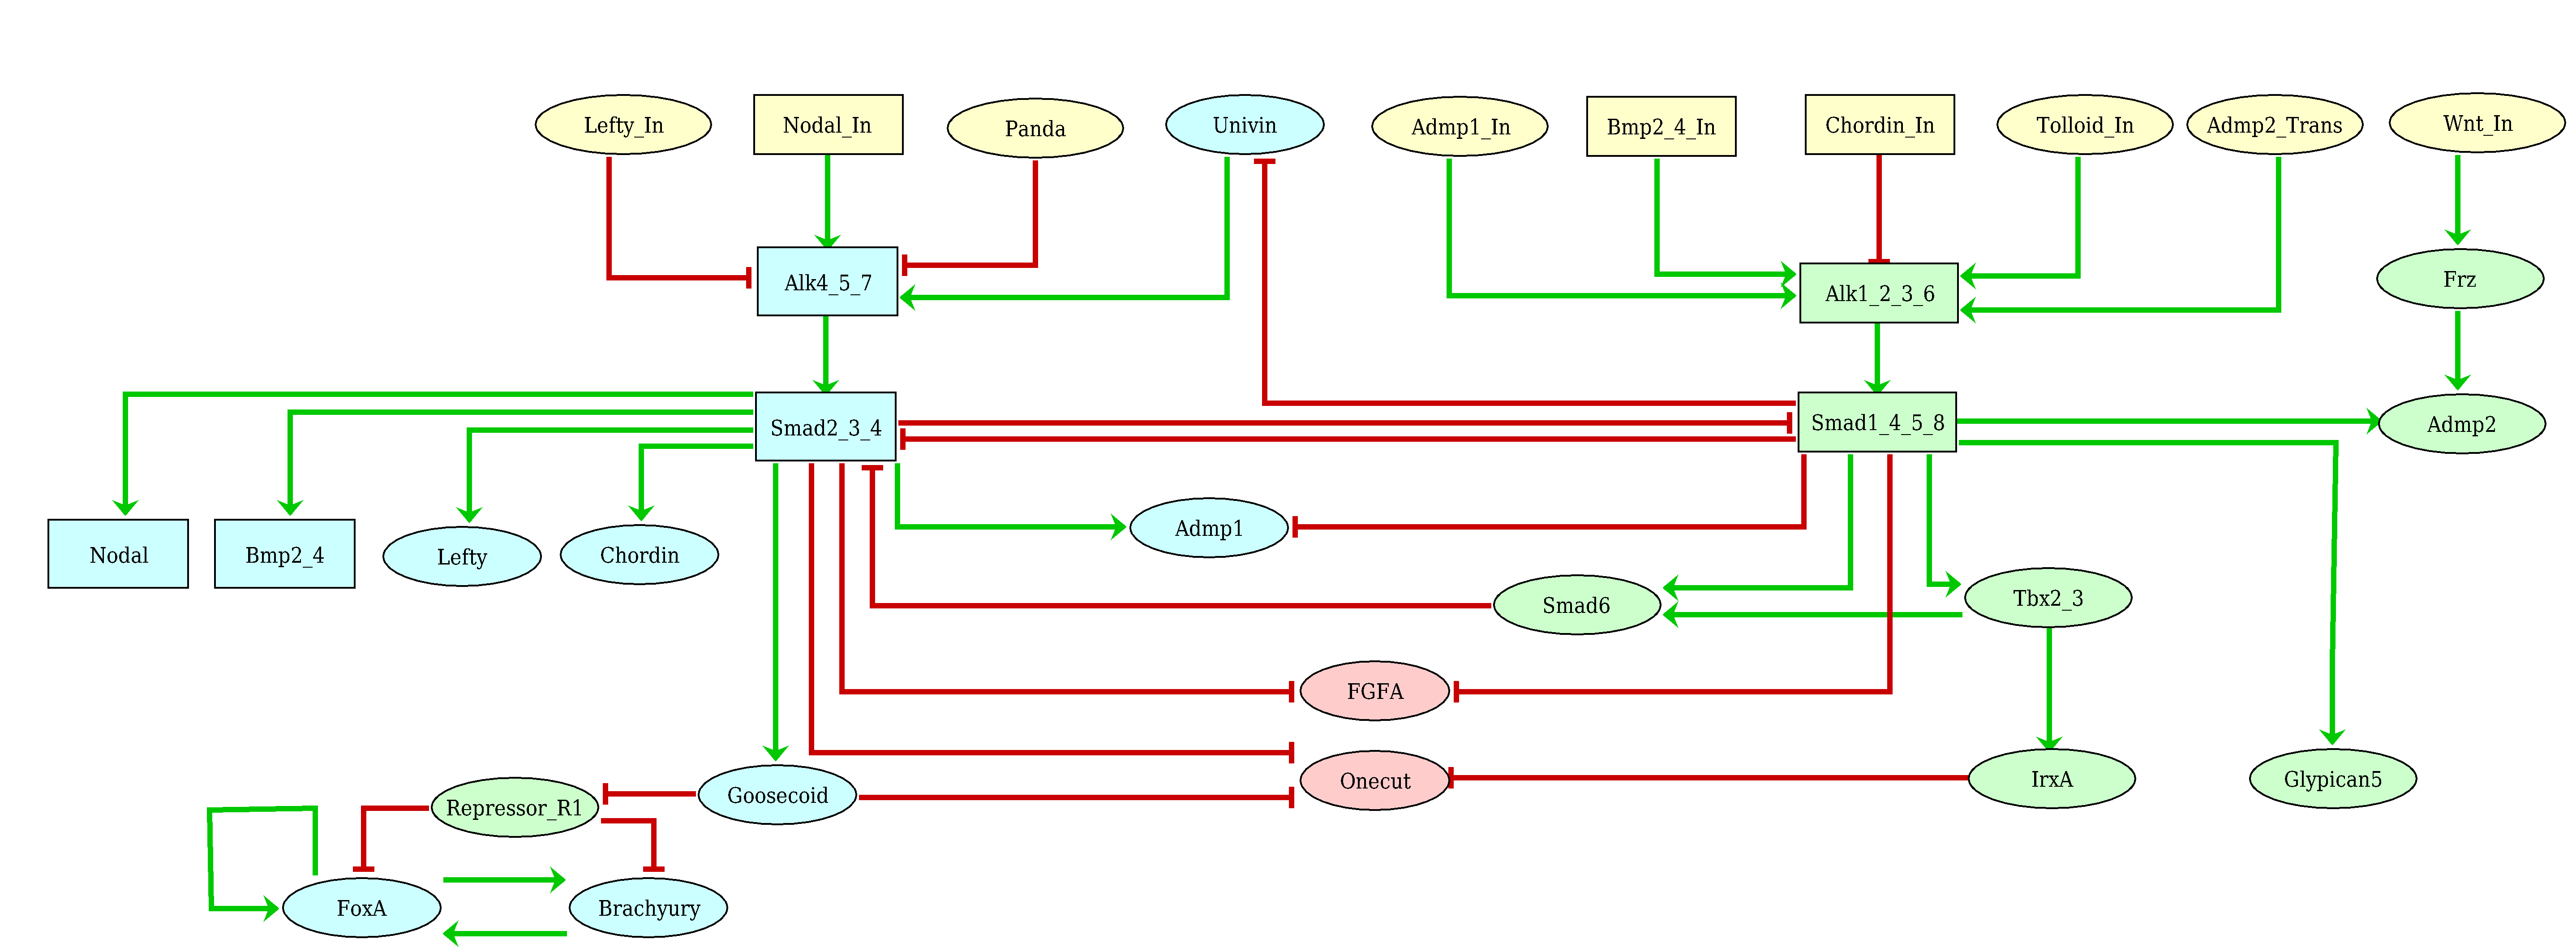 Lefty_In
Nodal_In
Panda
Univin
Admp1_In
Bmp2_4_In
Chordin_In
Tolloid_In
Admp2_Trans
Wnt_In
Alk4_5_7
Alk1_2_3_6
Frz
Smad2_3_4
Smad1_4_5_8
Admp2
Nodal
Bmp2_4
Lefty
Chordin
Admp1
Smad6
Tbx2_3
FGFA
Repressor_R1
Goosecoid
Onecut
IrxA
Glypican5
FoxA
Brachyury